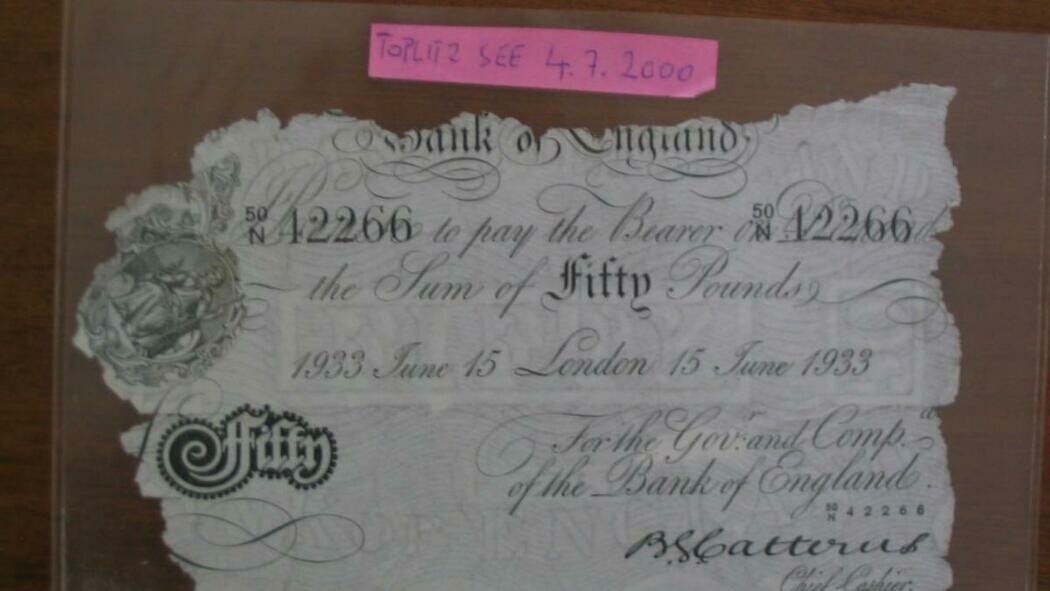 TOPLITZ SEE 4.7.2000
Bank of England
50 N 42266 to pay the Bearer on 50 N 42266
the Sum of Fifty Pounds
1933 June 15 London 15 June 1933
Fifty
For the Gov.r and Comp.a
of the Bank of England.
50 N 42266
B G Catterns
Chief Cashier.